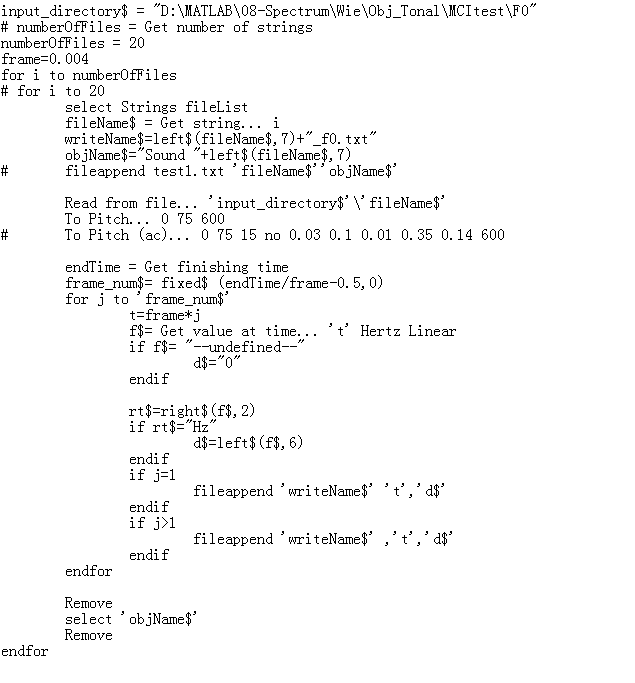 input_directory$ = "D:\MATLAB\08-Spectrum\Wie\Obj_Tonal\MCItest\F0"
# numberOfFiles = Get number of strings
numberOfFiles = 20
frame=0.004
for i to numberOfFiles
# for i to 20
select Strings fileList
fileName$ = Get string... i
writeName$=left$(fileName$,7)+"_f0.txt"
objName$="Sound "+left$(fileName$,7)
# fileappend test1.txt 'fileName$' 'objName$'
Read from file... 'input_directory$'\'fileName$'
To Pitch... 0 75 600
# To Pitch (ac)... 0 75 15 no 0.03 0.1 0.01 0.35 0.14 600
endTime = Get finishing time
frame_num$= fixed$ (endTime/frame-0.5,0)
for j to 'frame_num$'
t=frame*j
f$= Get value at time... 't' Hertz Linear
if f$= "--undefined--"
d$="0"
endif
rt$=right$(f$,2)
if rt$="Hz"
d$=left$(f$,6)
endif
if j=1
fileappend 'writeName$' 't','d$'
endif
if j>1
fileappend 'writeName$' ,'t','d$'
endif
endfor
Remove
select 'objName$'
Remove
endfor